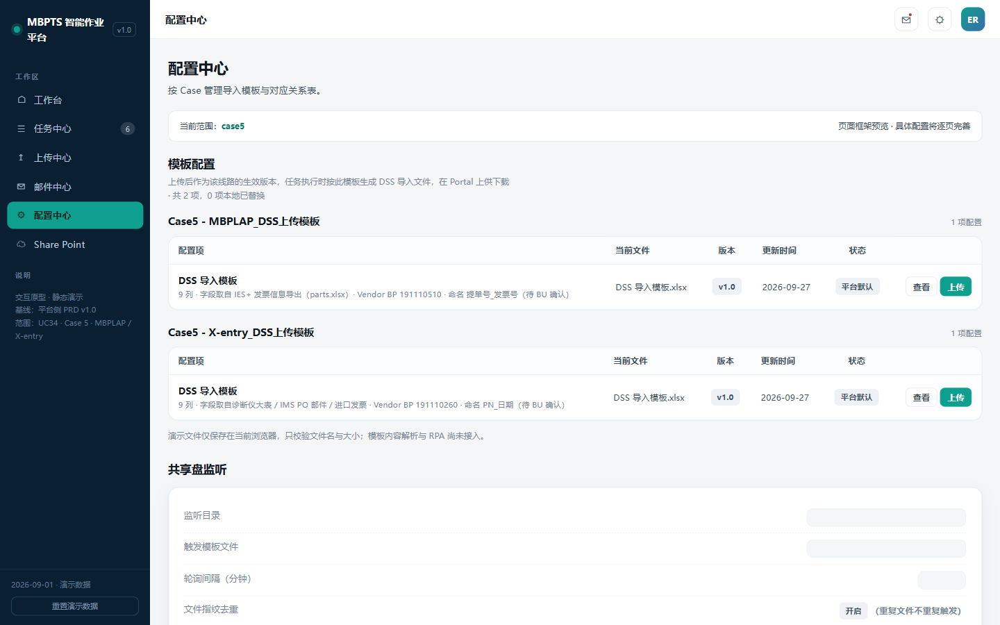 MBPTS 智能作业平台
v1.0
工作区
工作台
任务中心
6
上传中心
邮件中心
配置中心
Share Point
说明
交互原型 · 静态演示
基线：平台侧 PRD v1.0
范围：UC34 · Case 5 · MBPLAP /
X-entry
2026-09-01 · 演示数据
重置演示数据
配置中心
ER
配置中心
按 Case 管理导入模板与对应关系表。
当前范围：case5
页面框架预览 · 具体配置将逐页完善
模板配置
上传后作为该线路的生效版本，任务执行时按此模板生成 DSS 导入文件，在 Portal 上供下载
· 共 2 项，0 项本地已替换
Case5 - MBPLAP_DSS上传模板
1 项配置
配置项 当前文件 版本 更新时间 状态
DSS 导入模板
9 列 · 字段取自 IES+ 发票信息导出（parts.xlsx）· Vendor BP 191110510 · 命名 提单号_发票号（待 BU 确认）
DSS 导入模板.xlsx v1.0 2026-09-27 平台默认 查看 上传
Case5 - X-entry_DSS上传模板
1 项配置
配置项 当前文件 版本 更新时间 状态
DSS 导入模板
9 列 · 字段取自诊断仪大表 / IMS PO 邮件 / 进口发票 · Vendor BP 191110260 · 命名 PN_日期（待 BU 确认）
DSS 导入模板.xlsx v1.0 2026-09-27 平台默认 查看 上传
演示文件仅保存在当前浏览器，只校验文件名与大小；模板内容解析与 RPA 尚未接入。
共享盘监听
监听目录
触发模板文件
轮询间隔（分钟）
文件指纹去重
开启 （重复文件不重复触发）